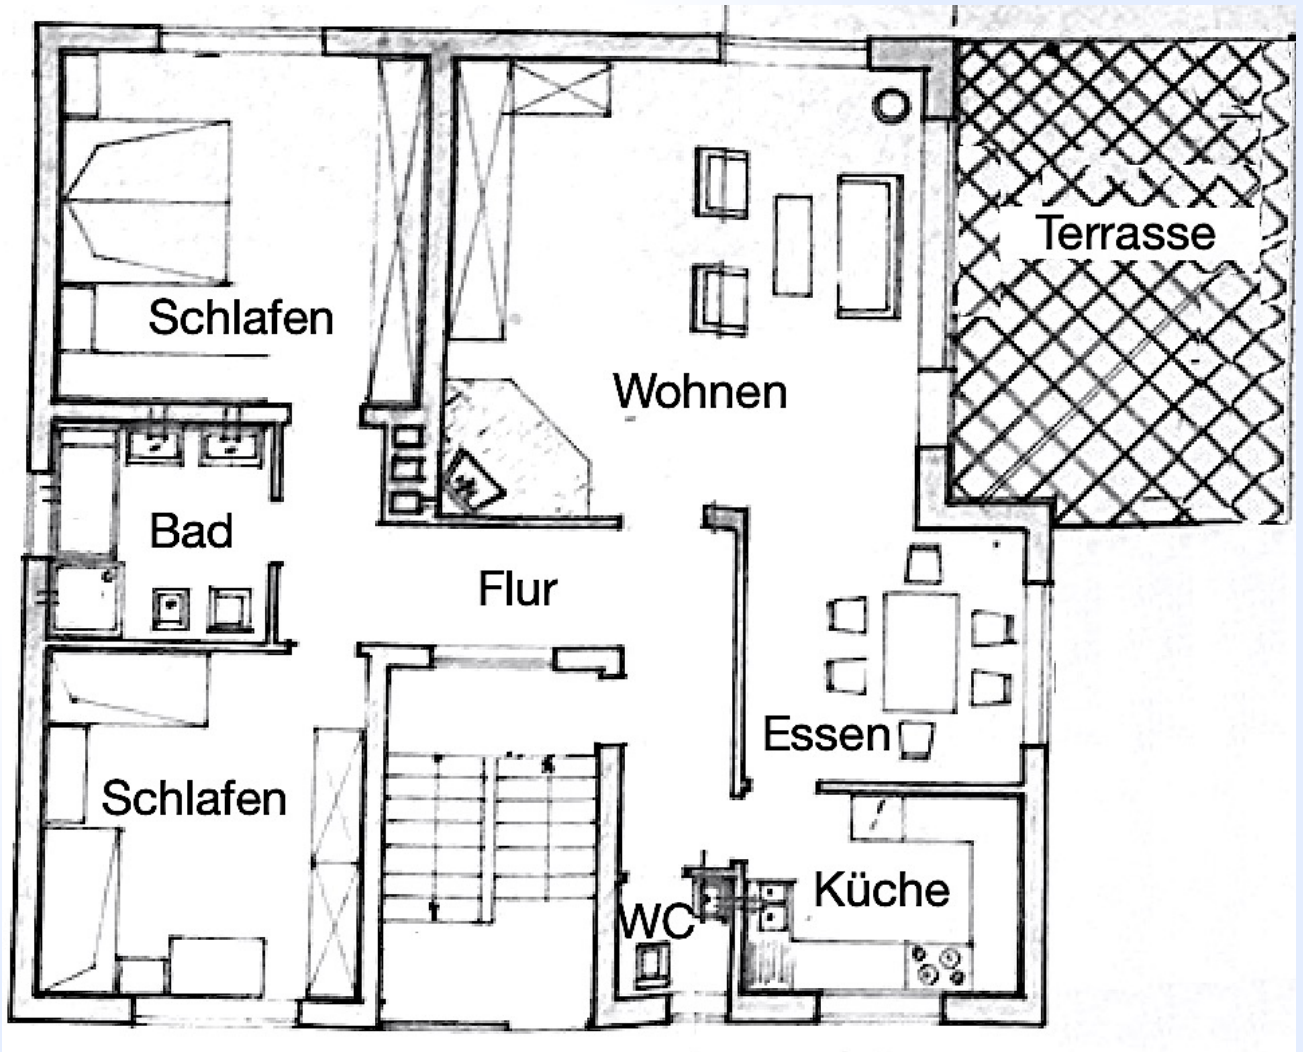 Terrasse
Schlafen
Wohnen
Bad
Flur
Essen
Schlafen
Küche
WC